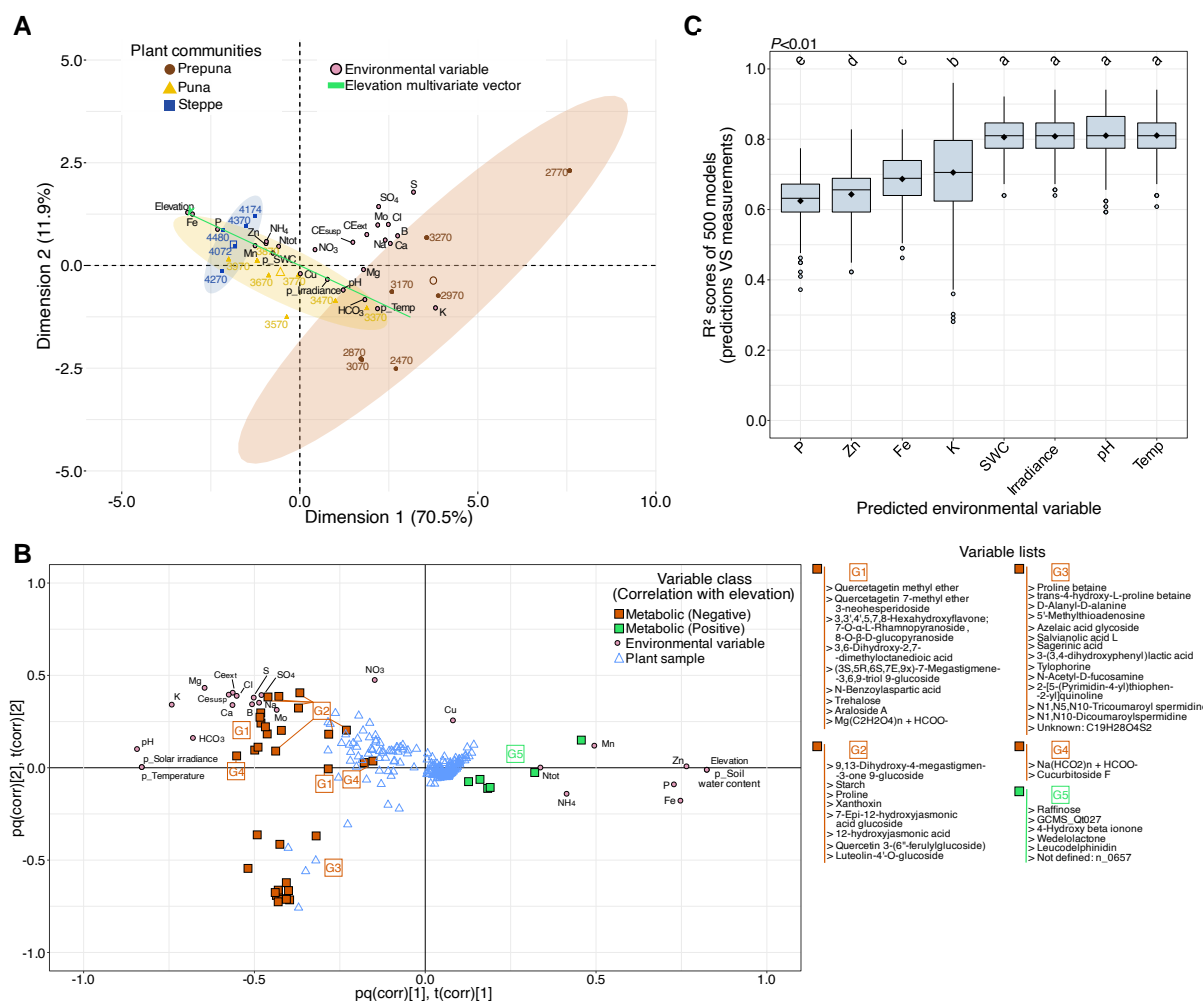 A
Plant communities
Prepuna
Puna
Steppe
Environmental variable
Elevation multivariate vector
5.0
2.5
0.0
-2.5
-5.0
Dimension 2 (11.9%)
-5.0
0.0
5.0
10.0
Dimension 1 (70.5%)
2770
3270
3170
2970
2870
3070
2470
4174
4370
4480
4072
4270
3670
3770
3470
3370
3570
Elevation
Fe
P
Zn
NH4
Ntot
Mn
p_SWC
Cu
p_Irradiance
pH
HCO3
p_Temp
K
Mg
NO3
CEsusp
CEext
Na
Ca
B
Cl
Mo
SO4
S
C
P<0.01
e
d
c
b
a
a
a
a
1.0
0.8
0.6
0.4
0.2
0.0
R² scores of 500 models
(predictions VS measurements)
P
Zn
Fe
K
SWC
Irradiance
pH
Temp
Predicted environmental variable
B
Variable class
(Correlation with elevation)
Metabolic (Negative)
Metabolic (Positive)
Environmental variable
Plant sample
1.0
0.5
0.0
-0.5
-1.0
pq(corr)[2], t(corr)[2]
-1.0
-0.5
0.0
0.5
1.0
pq(corr)[1], t(corr)[1]
K
Mg
Ceext
Cesusp
Cl
S
SO4
Ca
B
Na
Mo
NO3
HCO3
pH
p_Solar irradiance
p_Temperature
Cu
Mn
Ntot
NH4
Zn
Elevation
p_Soil
water content
P
Fe
G1
G2
G4
G1
G4
G3
G5
Variable lists
G1
> Quercetagetin methyl ether
> Quercetagetin 7-methyl ether
3-neohesperidoside
> 3,3',4',5,7,8-Hexahydroxyflavone;
7-O-α-L-Rhamnopyranoside ,
8-O-β-D-glucopyranoside
> 3,6-Dihydroxy-2,7-
dimethyloctanedioic acid
> (3S,5R,6S,7E,9x)-7-Megastigmene-
3,6,9-triol 9-glucoside
> N-Benzoylaspartic acid
> Trehalose
> Araloside A
> Mg(C2H2O4)n + HCOO-
G2
> 9,13-Dihydroxy-4-megastigmen-
-3-one 9-glucoside
> Starch
> Proline
> Xanthoxin
> 7-Epi-12-hydroxyjasmonic
acid glucoside
> 12-hydroxyjasmonic acid
> Quercetin 3-(6"-ferulylglucoside)
> Luteolin-4'-O-glucoside
G3
> Proline betaine
> trans-4-hydroxy-L-proline betaine
> D-Alanyl-D-alanine
> 5'-Methylthioadenosine
> Azelaic acid glycoside
> Salvianolic acid L
> Sagerinic acid
> 3-(3,4-dihydroxyphenyl)lactic acid
> Tylophorine
> N-Acetyl-D-fucosamine
> 2-[5-(Pyrimidin-4-yl)thiophen-
-2-yl]quinoline
> N1,N5,N10-Tricoumaroyl spermidine
> N1,N10-Dicoumaroylspermidine
> Unknown: C19H28O4S2
G4
> Na(HCO2)n + HCOO-
> Cucurbitoside F
G5
> Raffinose
> GCMS_Qt027
> 4-Hydroxy beta ionone
> Wedelolactone
> Leucodelphinidin
> Not defined: n_0657